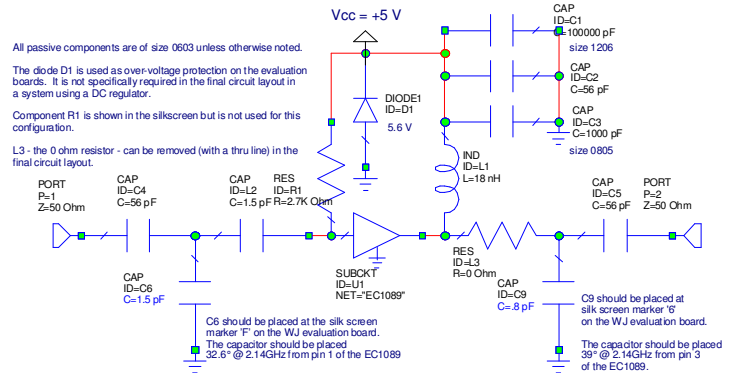 Vcc = +5 V
CAP
ID=C1
C=100000 pF
size 1206
All passive components are of size 0603 unless otherwise noted.
The diode D1 is used as over-voltage protection on the evaluation
boards. It is not specifically required in the final circuit layout in
a system using a DC regulator.
Component R1 is shown in the silkscreen but is not used for this
configuration.
L3 - the 0 ohm resistor - can be removed (with a thru line) in the
final circuit layout.
CAP
ID=C2
C=56 pF
DIODE1
ID=D1
5.6 V
CAP
ID=C3
C=1000 pF
size 0805
IND
ID=L1
L=18 nH
PORT
P=1
Z=50 Ohm
CAP
ID=C4
C=56 pF
CAP
ID=L2
C=1.5 pF
RES
ID=R1
R=2.7K Ohm
CAP
ID=C5
C=56 pF
PORT
P=2
Z=50 Ohm
CAP
ID=C6
C=1.5 pF
SUBCKT
ID=U1
NET="EC1089"
RES
ID=L3
R=0 Ohm
CAP
ID=C9
C=.8 pF
C6 should be placed at the silk screen
marker 'F' on the WJ evaluation board.
The capacitor should be placed
32.6° @ 2.14GHz from pin 1 of the EC1089
C9 should be placed at
silk screen marker '6'
on the WJ evaluation board.
The capacitor should be placed
39° @ 2.14GHz from pin 3
of the EC1089.